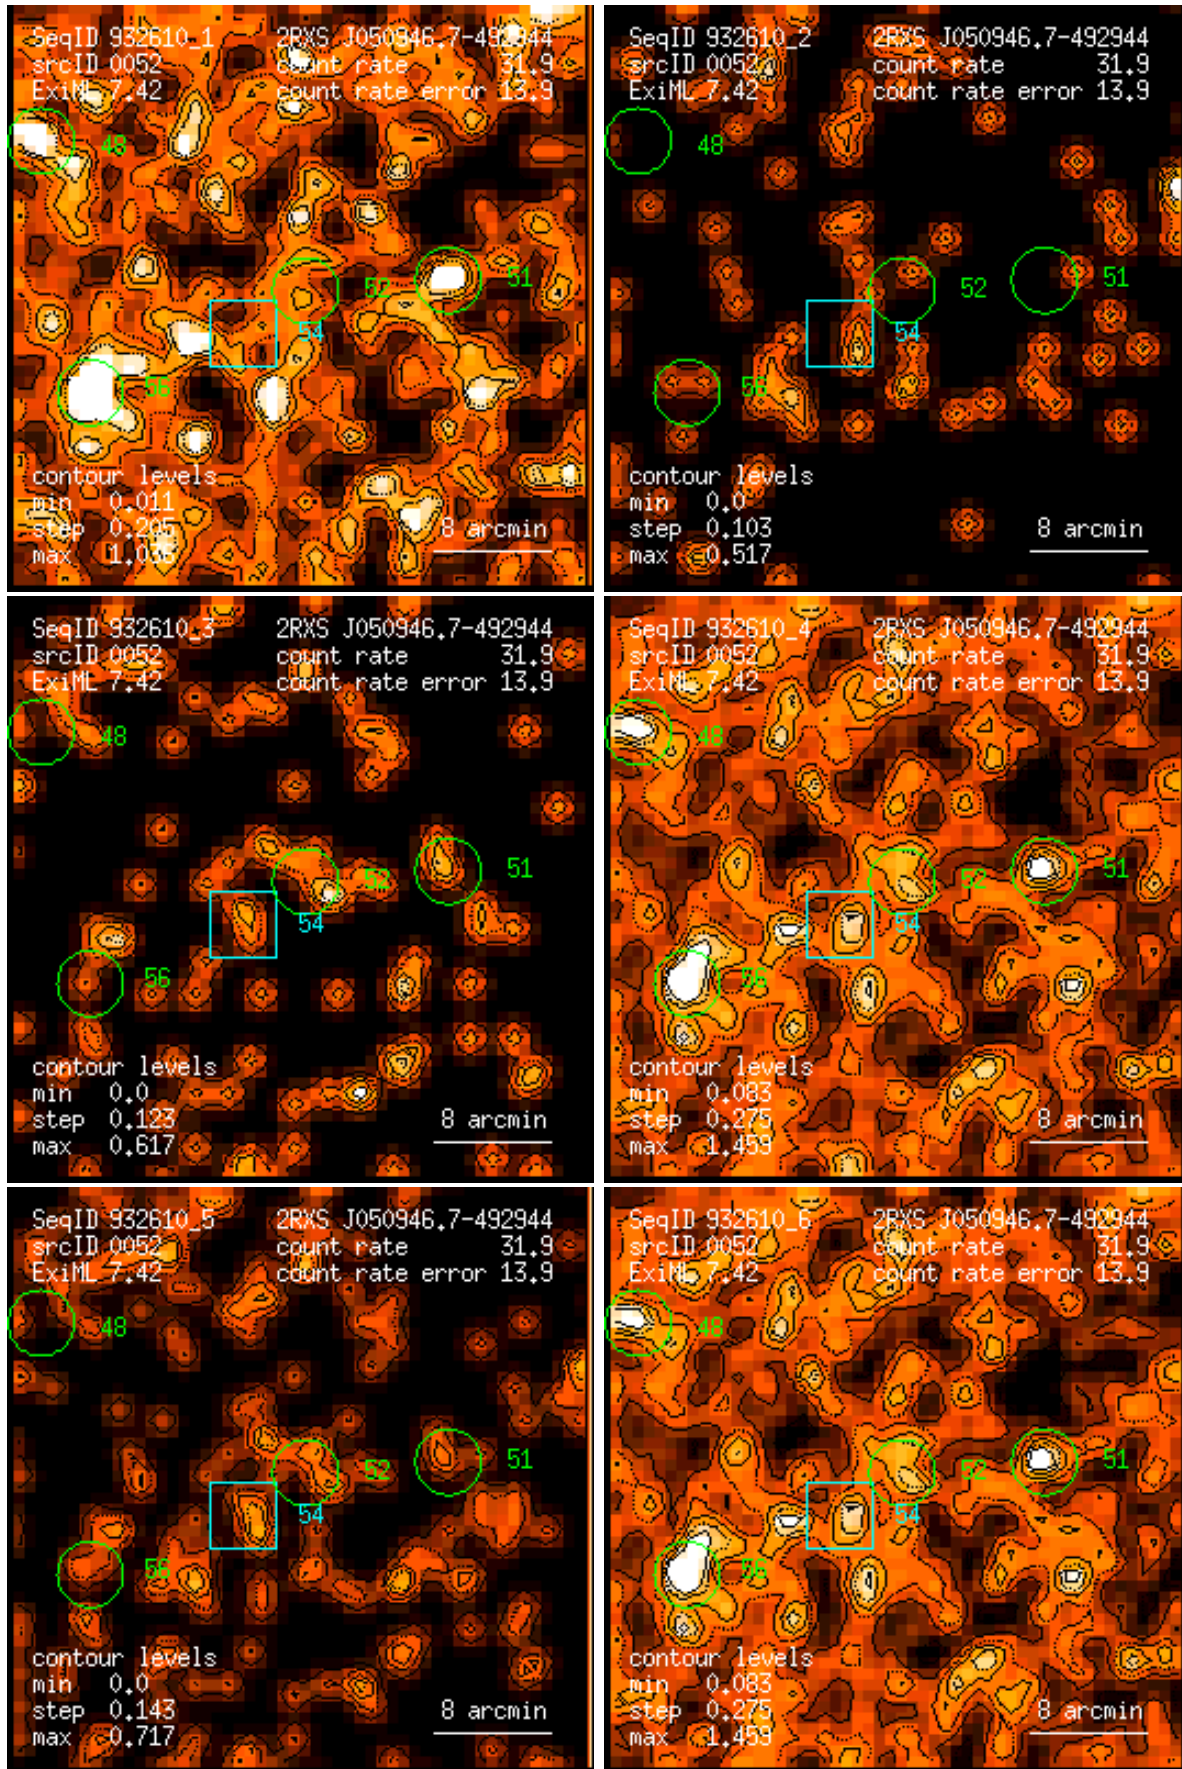 SeqID 932610_1 2RXS J050946.7-492944
srcID 0052 count rate 31.9
ExiML 7.42 count rate error 13.9
48
52
51
54
56
contour levels
min 0.011
step 0.205
max 1.035
8 arcmin
SeqID 932610_2 2RXS J050946.7-492944
srcID 0052 count rate 31.9
ExiML 7.42 count rate error 13.9
48
52
51
54
56
contour levels
min 0.0
step 0.103
max 0.517
8 arcmin
SeqID 932610_3 2RXS J050946.7-492944
srcID 0052 count rate 31.9
ExiML 7.42 count rate error 13.9
48
52
51
54
56
contour levels
min 0.0
step 0.123
max 0.617
8 arcmin
SeqID 932610_4 2RXS J050946.7-492944
srcID 0052 count rate 31.9
ExiML 7.42 count rate error 13.9
48
52
51
54
56
contour levels
min 0.083
step 0.275
max 1.459
8 arcmin
SeqID 932610_5 2RXS J050946.7-492944
srcID 0052 count rate 31.9
ExiML 7.42 count rate error 13.9
48
52
51
54
56
contour levels
min 0.0
step 0.143
max 0.717
8 arcmin
SeqID 932610_6 2RXS J050946.7-492944
srcID 0052 count rate 31.9
ExiML 7.42 count rate error 13.9
48
52
51
54
56
contour levels
min 0.083
step 0.275
max 1.459
8 arcmin